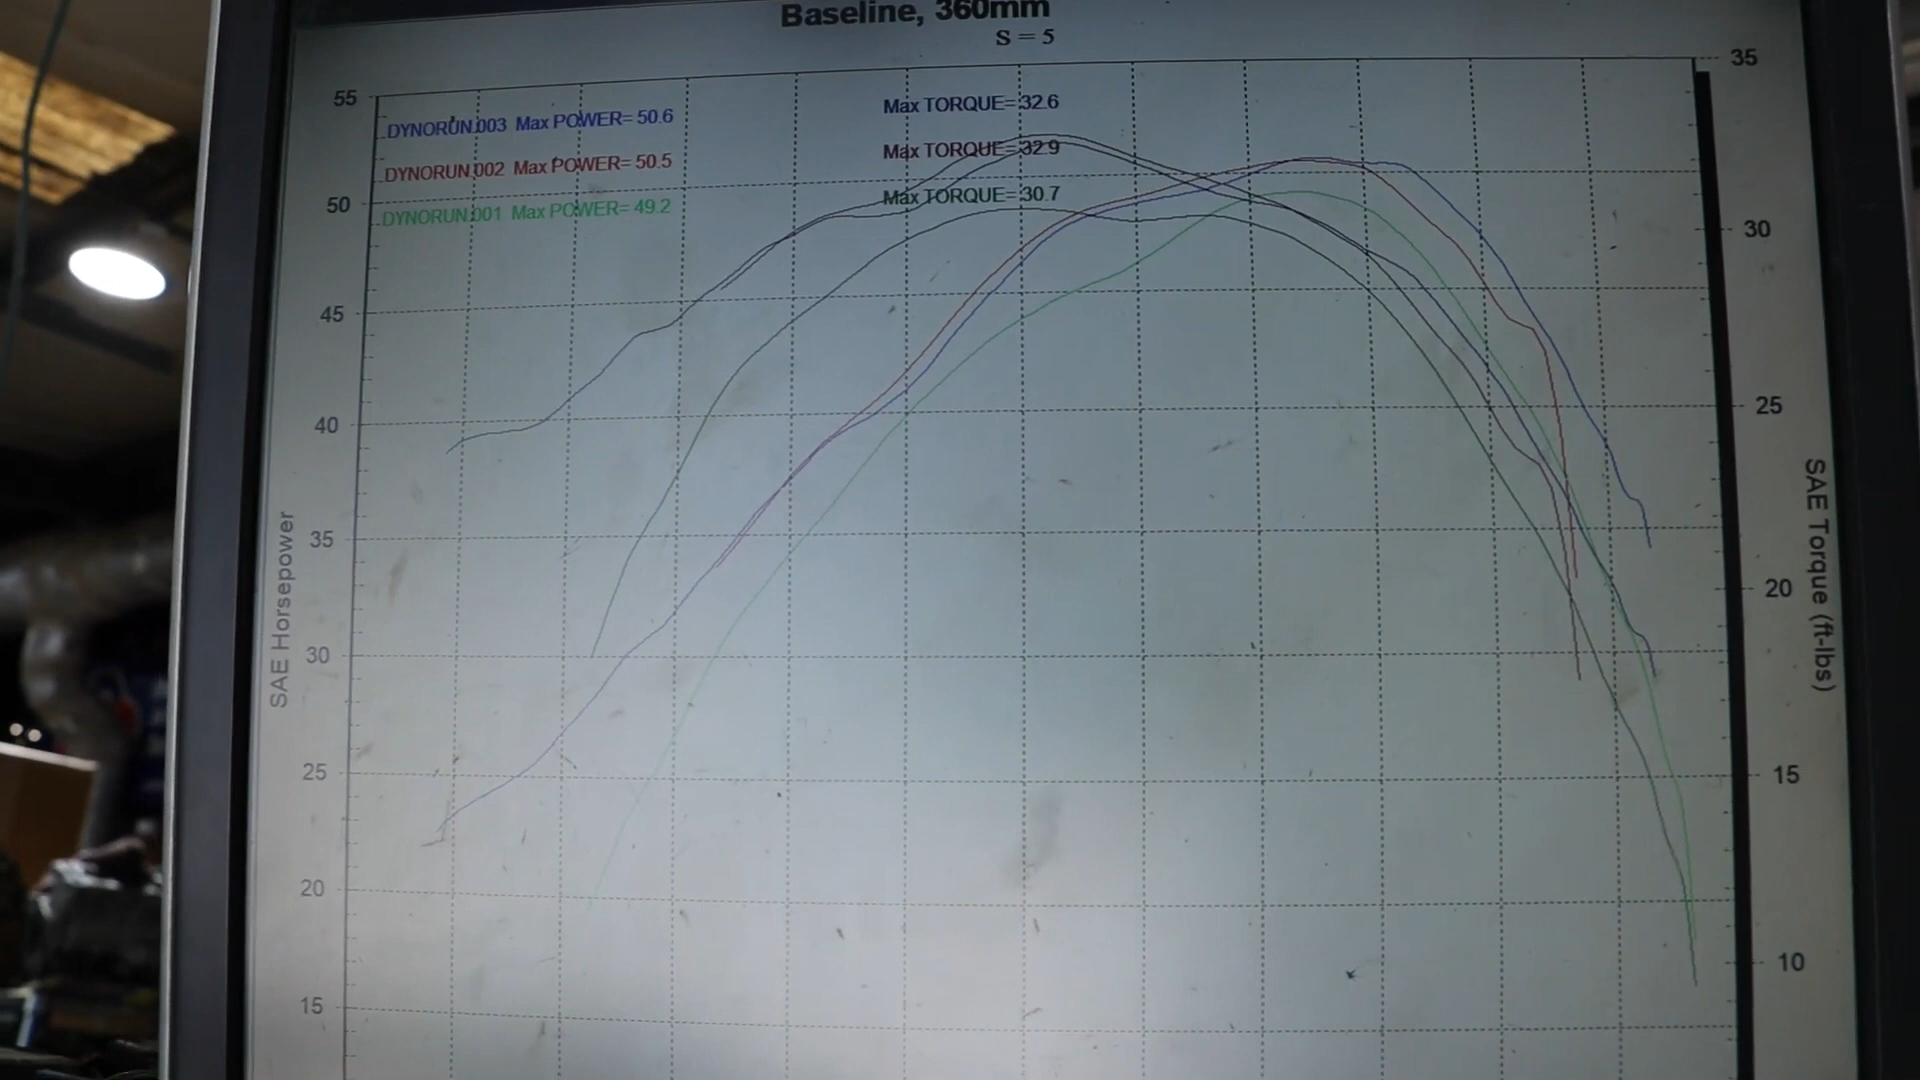 Baseline, 360mm
S = 5
DYNORUN.003 Max POWER= 50.6 Max TORQUE= 32.6
DYNORUN.002 Max POWER= 50.5 Max TORQUE= 32.9
DYNORUN.001 Max POWER= 49.2 Max TORQUE= 30.7
55
50
45
40
35
30
25
20
15
SAE Horsepower
35
30
25
20
15
10
SAE Torque (ft-lbs)